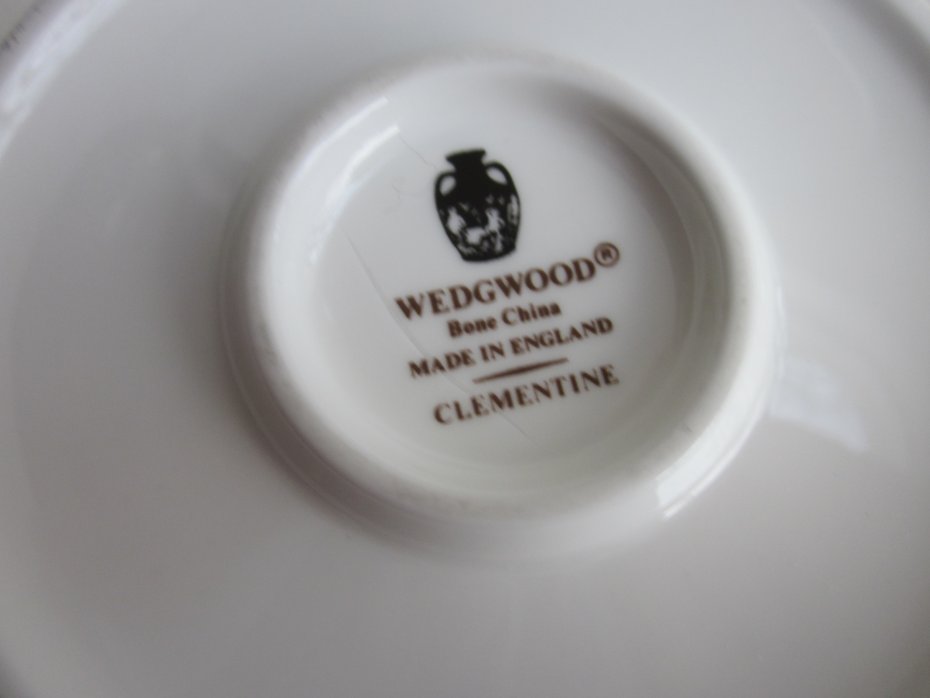 WEDGWOOD®
Bone China
MADE IN ENGLAND
CLEMENTINE